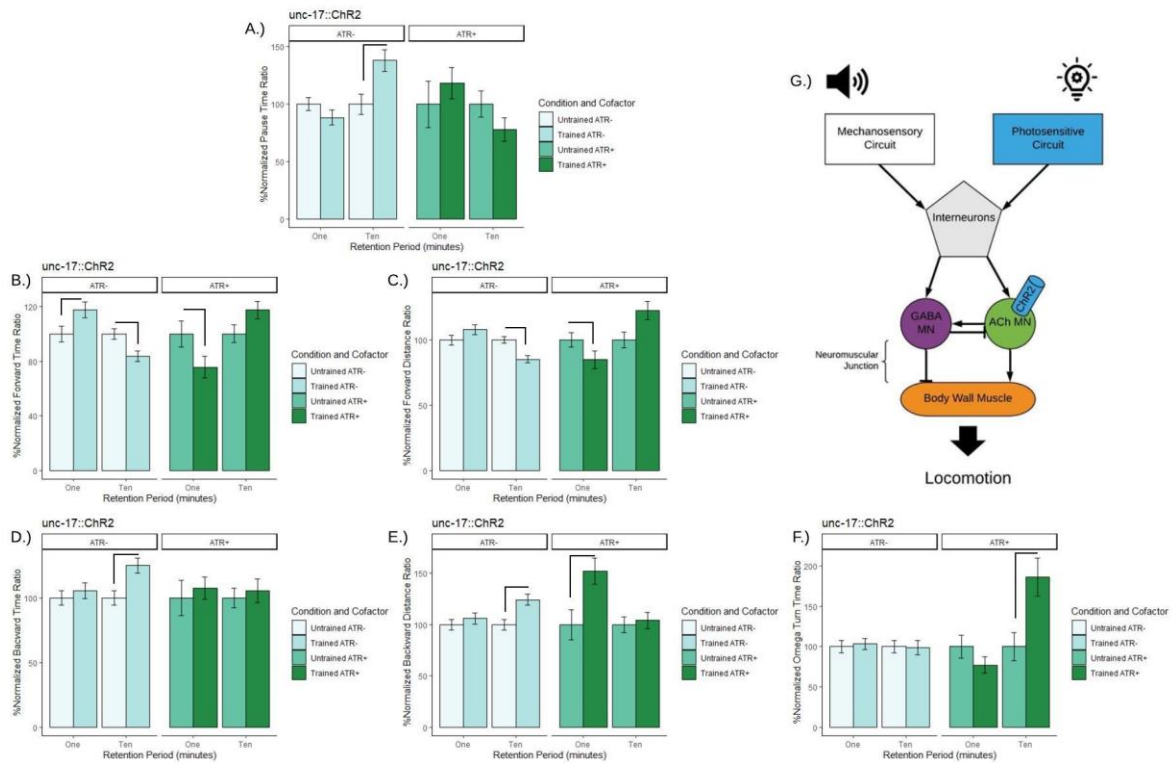 A.)
unc-17::ChR2
ATR-
ATR+
%Normalized Pause Time Ratio
150
100
50
0
One
Ten
One
Ten
Retention Period (minutes)
Condition and Cofactor
Untrained ATR-
Trained ATR-
Untrained ATR+
Trained ATR+
B.)
unc-17::ChR2
ATR-
ATR+
%Normalized Forward Time Ratio
120
80
40
0
One
Ten
One
Ten
Retention Period (minutes)
Condition and Cofactor
Untrained ATR-
Trained ATR-
Untrained ATR+
Trained ATR+
C.)
unc-17::ChR2
ATR-
ATR+
%Normalized Forward Distance Ratio
100
50
0
One
Ten
One
Ten
Retention Period (minutes)
Condition and Cofactor
Untrained ATR-
Trained ATR-
Untrained ATR+
Trained ATR+
D.)
unc-17::ChR2
ATR-
ATR+
%Normalized Backward Time Ratio
100
50
0
One
Ten
One
Ten
Retention Period (minutes)
Condition and Cofactor
Untrained ATR-
Trained ATR-
Untrained ATR+
Trained ATR+
E.)
unc-17::ChR2
ATR-
ATR+
%Normalized Backward Distance Ratio
150
100
50
0
One
Ten
One
Ten
Retention Period (minutes)
Condition and Cofactor
Untrained ATR-
Trained ATR-
Untrained ATR+
Trained ATR+
F.)
unc-17::ChR2
ATR-
ATR+
%Normalized Omega Turn Time
200
150
100
50
0
One
Ten
One
Ten
Retention Period (minutes)
Condition and Cofactor
Untrained ATR-
Trained ATR-
Untrained ATR+
Trained ATR+
G.)
Mechanosensory
Circuit
Photosensitive
Circuit
Interneurons
ChR2
GABA
MN
ACh MN
Neuromuscular
Junction
Body Wall Muscle
Locomotion